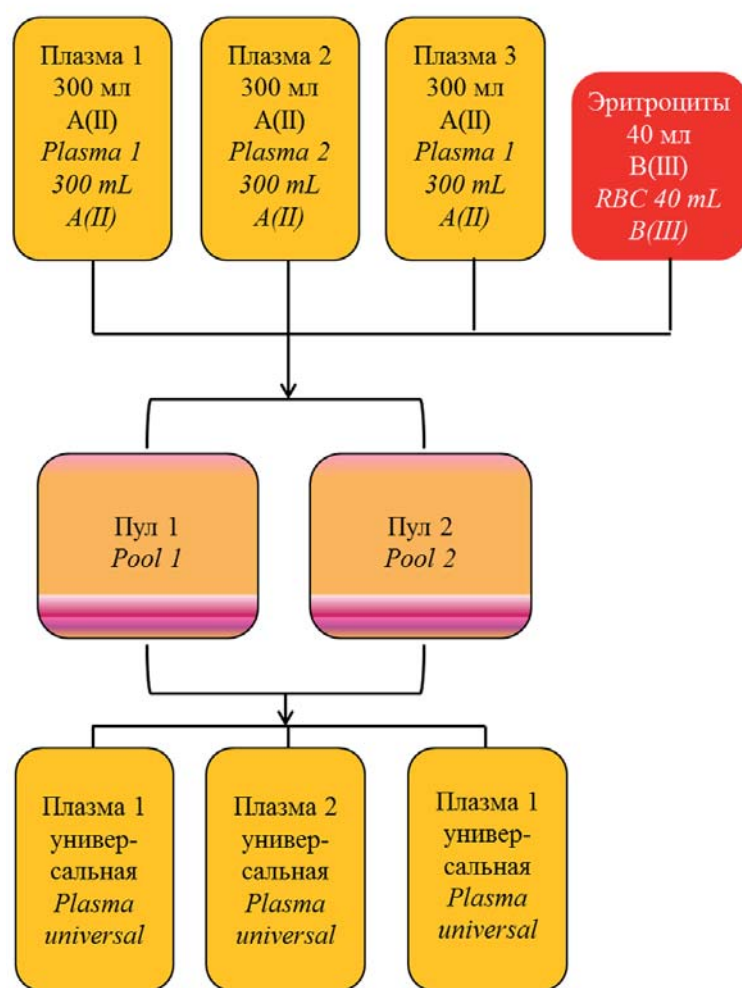 Плазма 1
300 мл
А(II)
Plasma 1
300 mL
A(II)
Плазма 2
300 мл
А(II)
Plasma 2
300 mL
A(II)
Плазма 3
300 мл
А(II)
Plasma 1
300 mL
A(II)
Эритроциты
40 мл
В(III)
RBC 40 mL
B(III)
Пул 1
Pool 1
Пул 2
Pool 2
Плазма 1
универ-
сальная
Plasma
universal
Плазма 2
универ-
сальная
Plasma
universal
Плазма 1
универ-
сальная
Plasma
universal